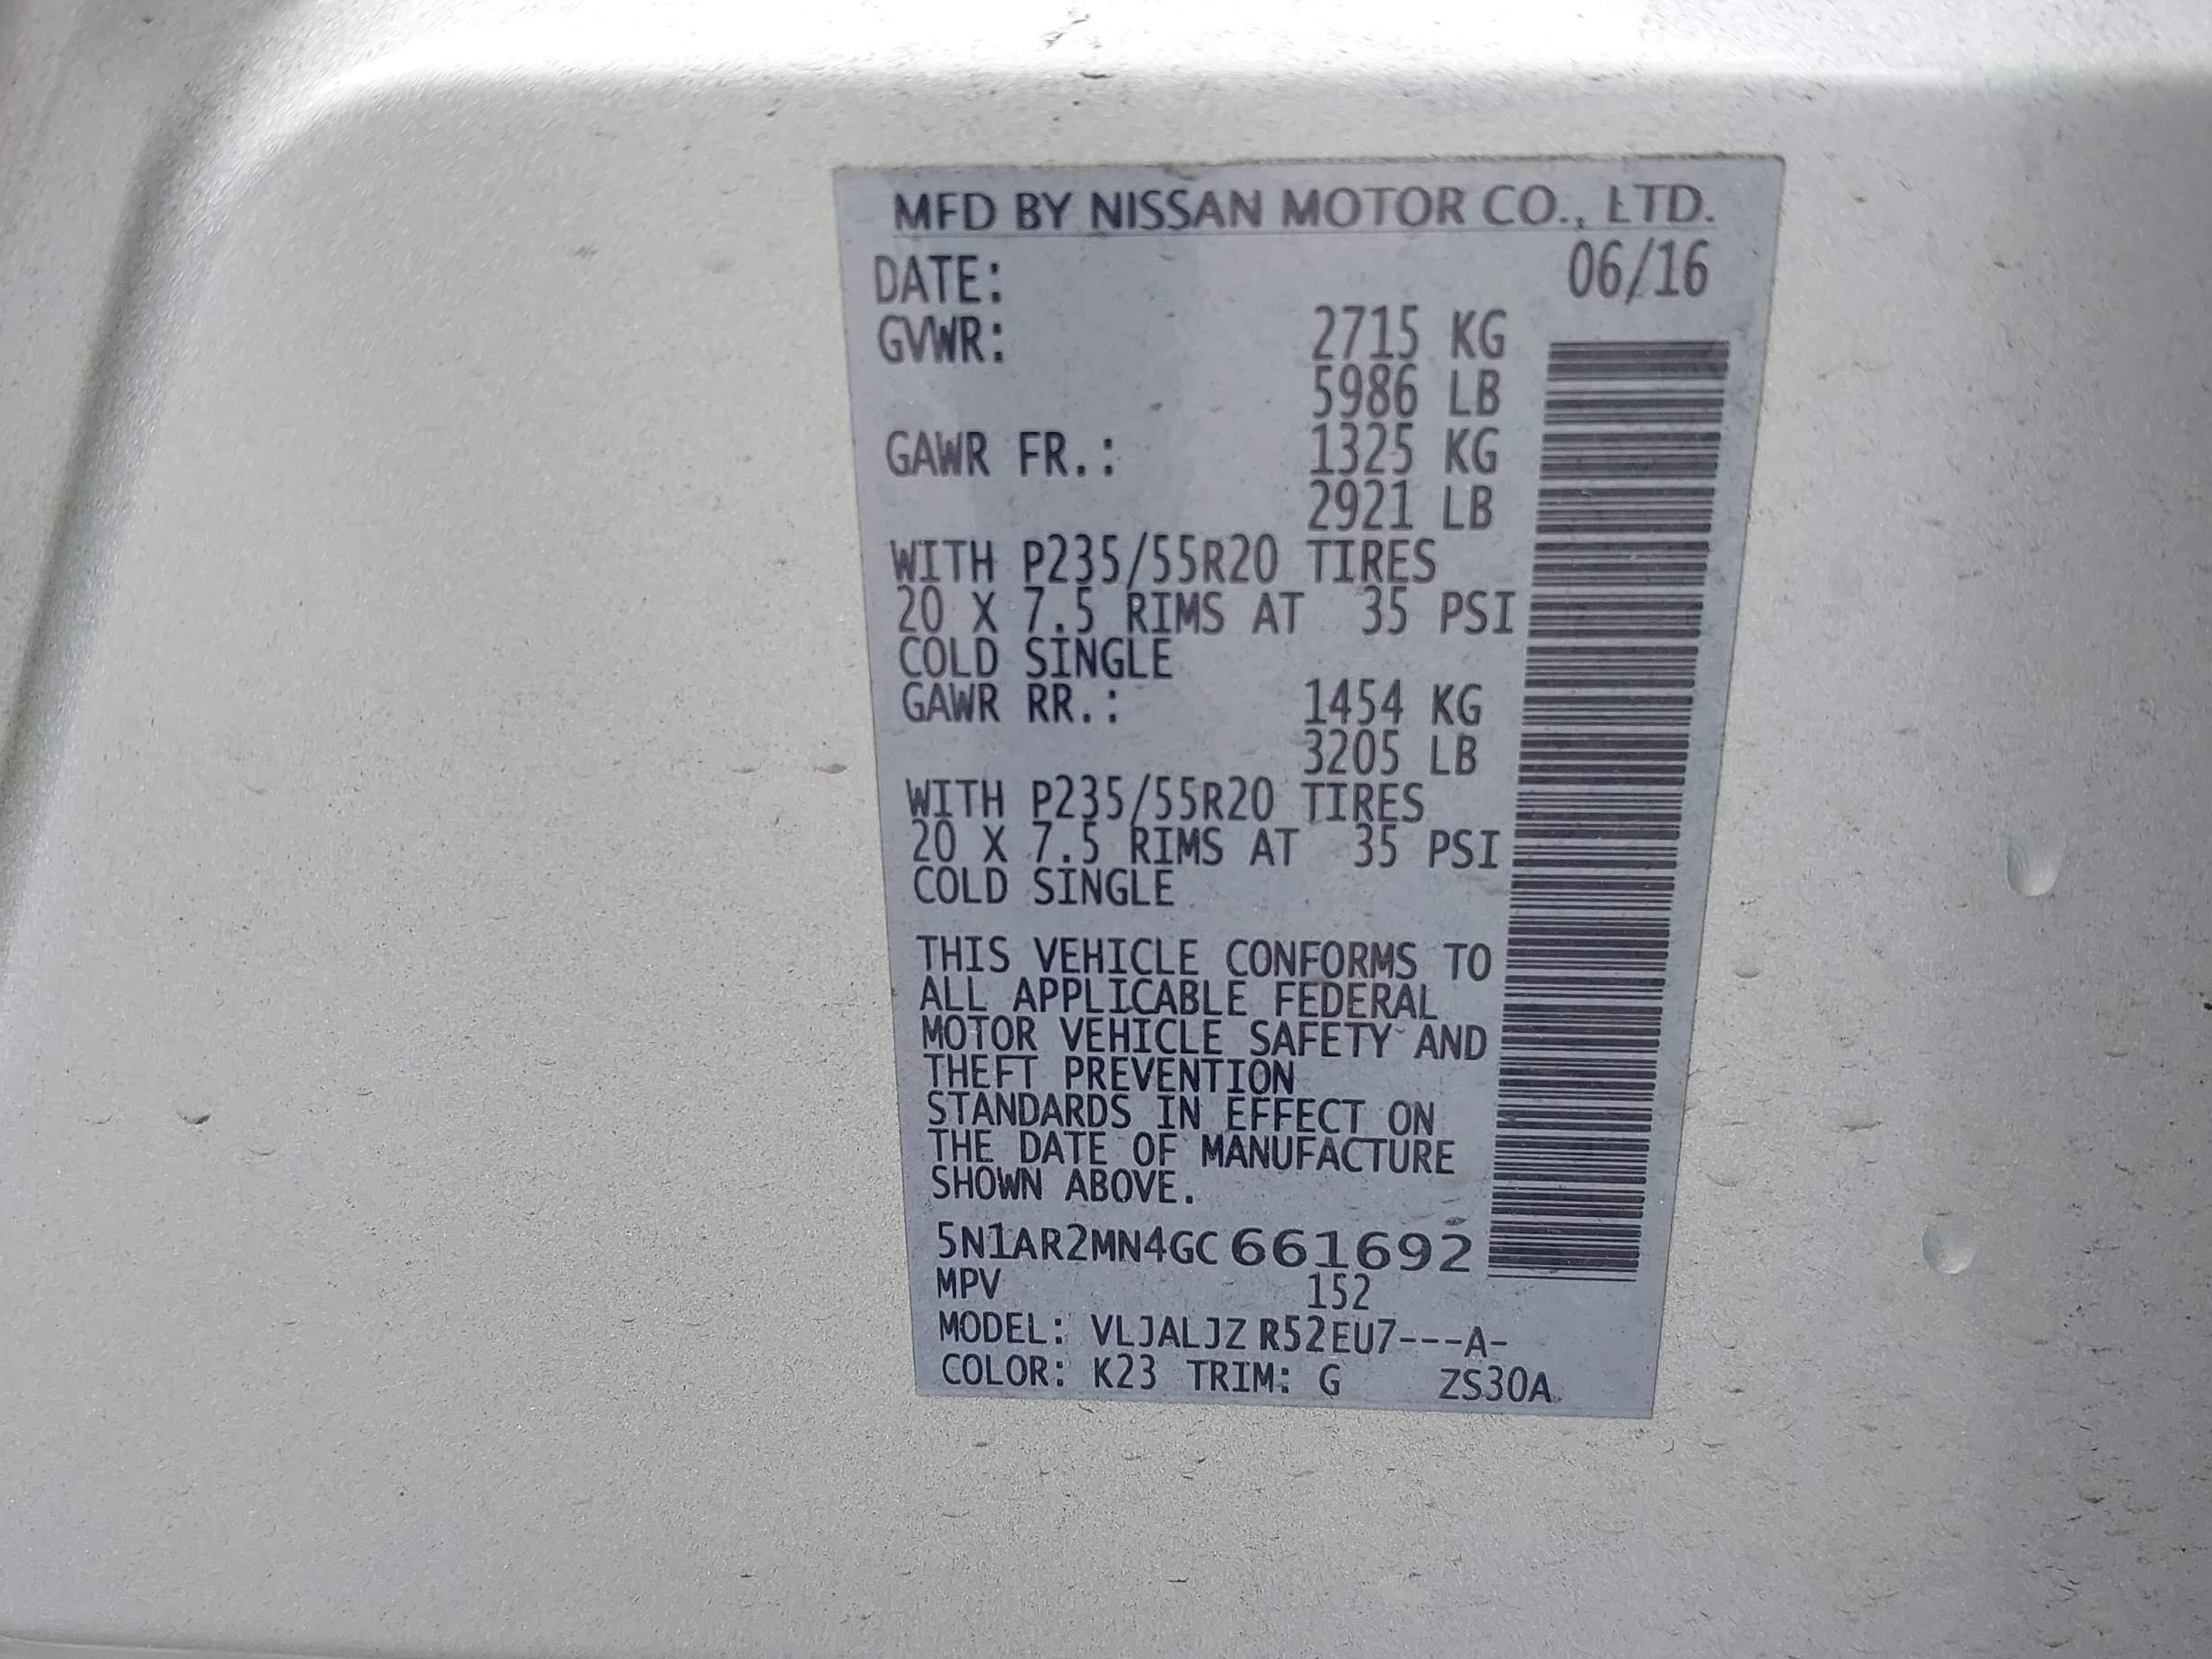 MFD BY NISSAN MOTOR CO., LTD.
DATE: 06/16
GVWR: 2715 KG
5986 LB
GAWR FR.: 1325 KG
2921 LB
WITH P235/55R20 TIRES
20 X 7.5 RIMS AT 35 PSI
COLD SINGLE
GAWR RR.: 1454 KG
3205 LB
WITH P235/55R20 TIRES
20 X 7.5 RIMS AT 35 PSI
COLD SINGLE
THIS VEHICLE CONFORMS TO
ALL APPLICABLE FEDERAL
MOTOR VEHICLE SAFETY AND
THEFT PREVENTION
STANDARDS IN EFFECT ON
THE DATE OF MANUFACTURE
SHOWN ABOVE.
5N1AR2MN4GC661692
MPV 152
MODEL: VLJALJZ R52EU7---A-
COLOR: K23 TRIM: G ZS30A